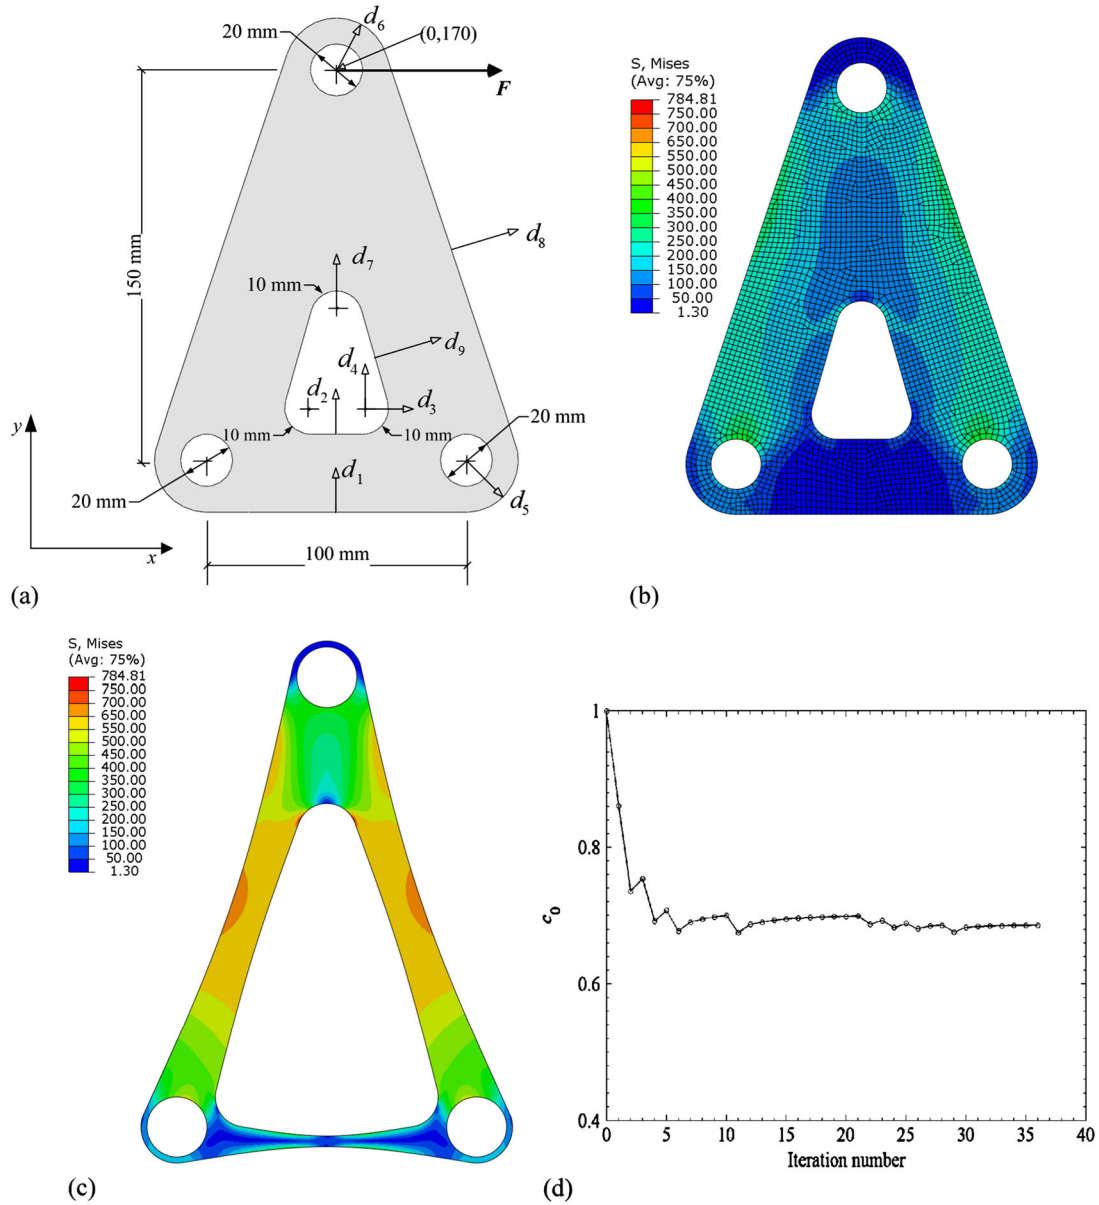 d6
20 mm
(0,170)
F
150 mm
d8
d7
10 mm
d9
d4
d2
d3
10 mm
10 mm
20 mm
20 mm
d1
d5
y
x
100 mm
(a)
S, Mises
(Avg: 75%)
784.81
750.00
700.00
650.00
550.00
500.00
450.00
400.00
350.00
300.00
250.00
200.00
150.00
100.00
50.00
1.30
(b)
S, Mises
(Avg: 75%)
784.81
750.00
700.00
650.00
550.00
500.00
450.00
400.00
350.00
300.00
250.00
200.00
150.00
100.00
50.00
1.30
(c)
1
0.8
0.6
0.4
c0
0 5 10 15 20 25 30 35 40
Iteration number
(d)